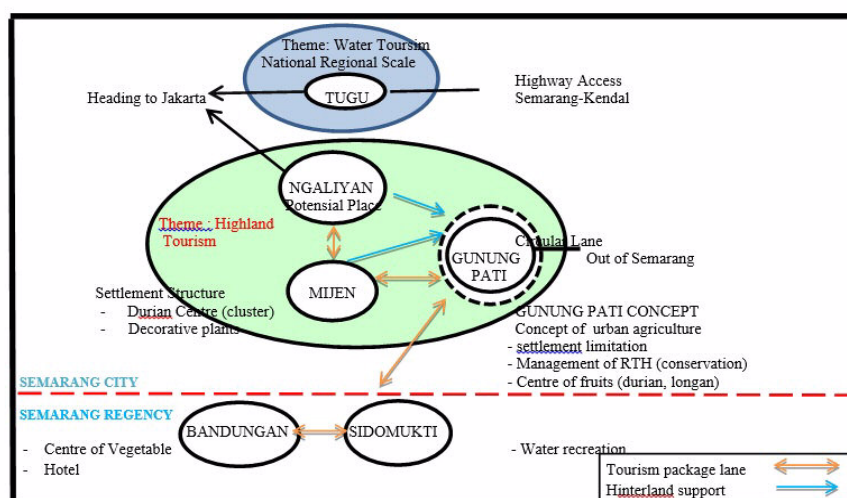 Theme: Water Toursim
National Regional Scale
TUGU
Heading to Jakarta
Highway Access
Semarang-Kendal
NGALIYAN
Potensial Place
Theme : Highland
Tourism
Circular Lane
Out of Semarang
GUNUNG
PATI
MIJEN
Settlement Structure
- Durian Centre (cluster)
- Decorative plants
GUNUNG PATI CONCEPT
Concept of urban agriculture
- settlement limitation
- Management of RTH (conservation)
- Centre of fruits (durian, longan)
SEMARANG CITY
SEMARANG REGENCY
BANDUNGAN
SIDOMUKTI
- Centre of Vegetable
- Hotel
- Water recreation
Tourism package lane
Hinterland support